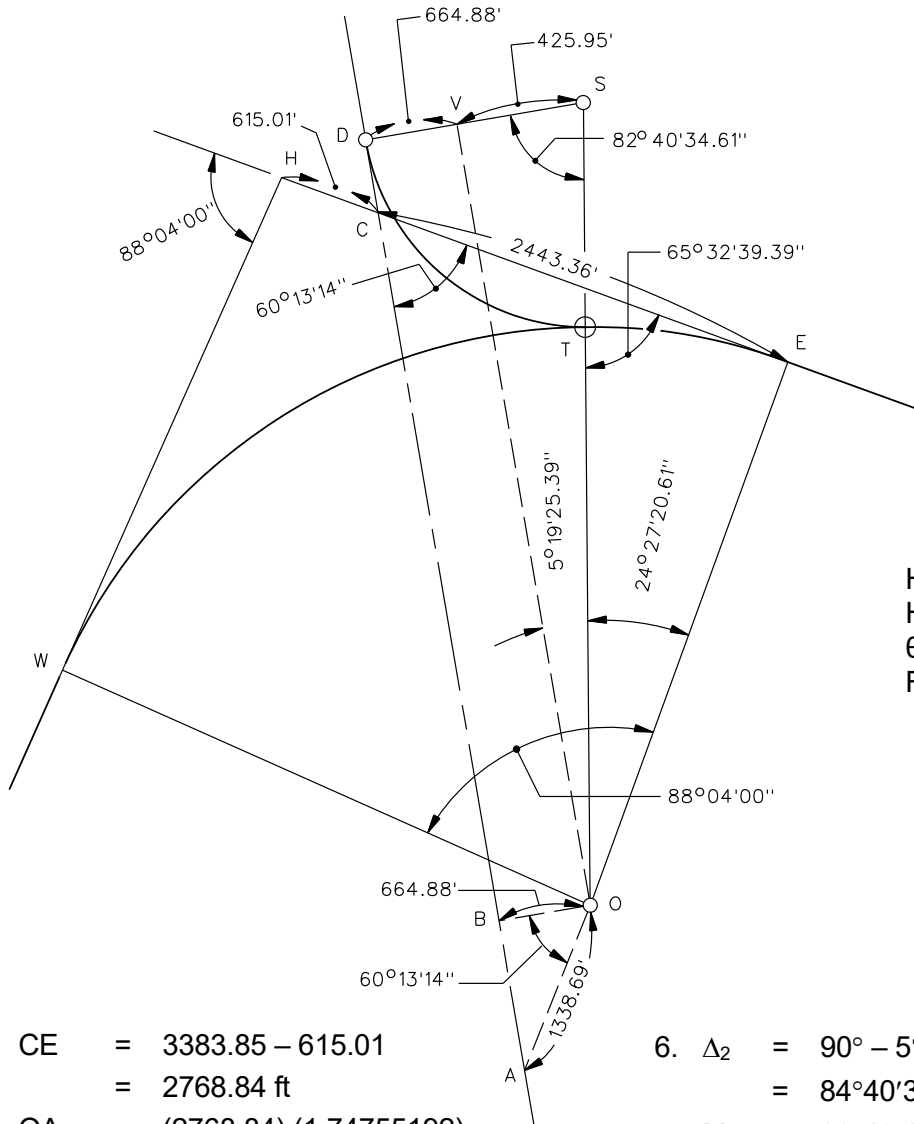 664.88'
425.95'
S
V
615.01'
D
82° 40'34.61"
H
88°04'00"
C
2443.36'
65°32'39.39"
60°13'14"
E
T
5°19'25.39"
24°27'20.61"
W
88°04'00"
664.88'
O
B
60°13'14"
1338.69'
A
CE = 3383.85 – 615.01
= 2768.84 ft
6. Δ2 = 90° – 5°
= 84°40′3